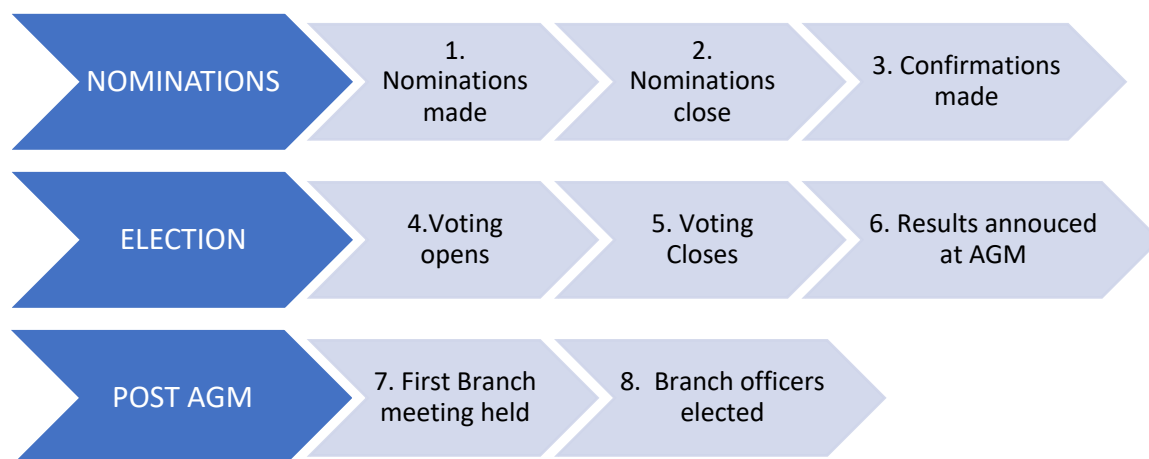 NOMINATIONS
1.
Nominations
made
2.
Nominations
close
3. Confirmations
made
ELECTION
4.Voting
opens
5. Voting
Closes
6. Results annouced
at AGM
POST AGM
7. First Branch
meeting held
8.  Branch officers
elected